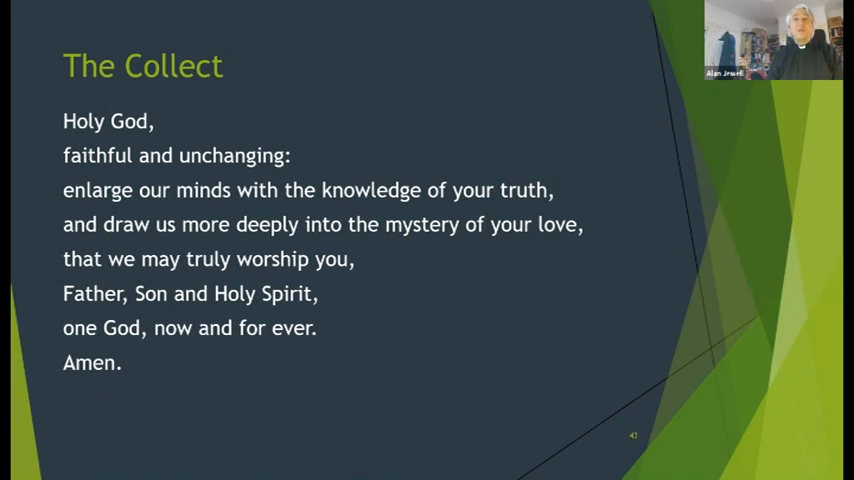 The Collect
Holy God,
faithful and unchanging:
enlarge our minds with the knowledge of your truth,
and draw us more deeply into the mystery of your love,
that we may truly worship you,
Father, Son and Holy Spirit,
one God, now and for ever.
Amen.
Alan Jewell
43